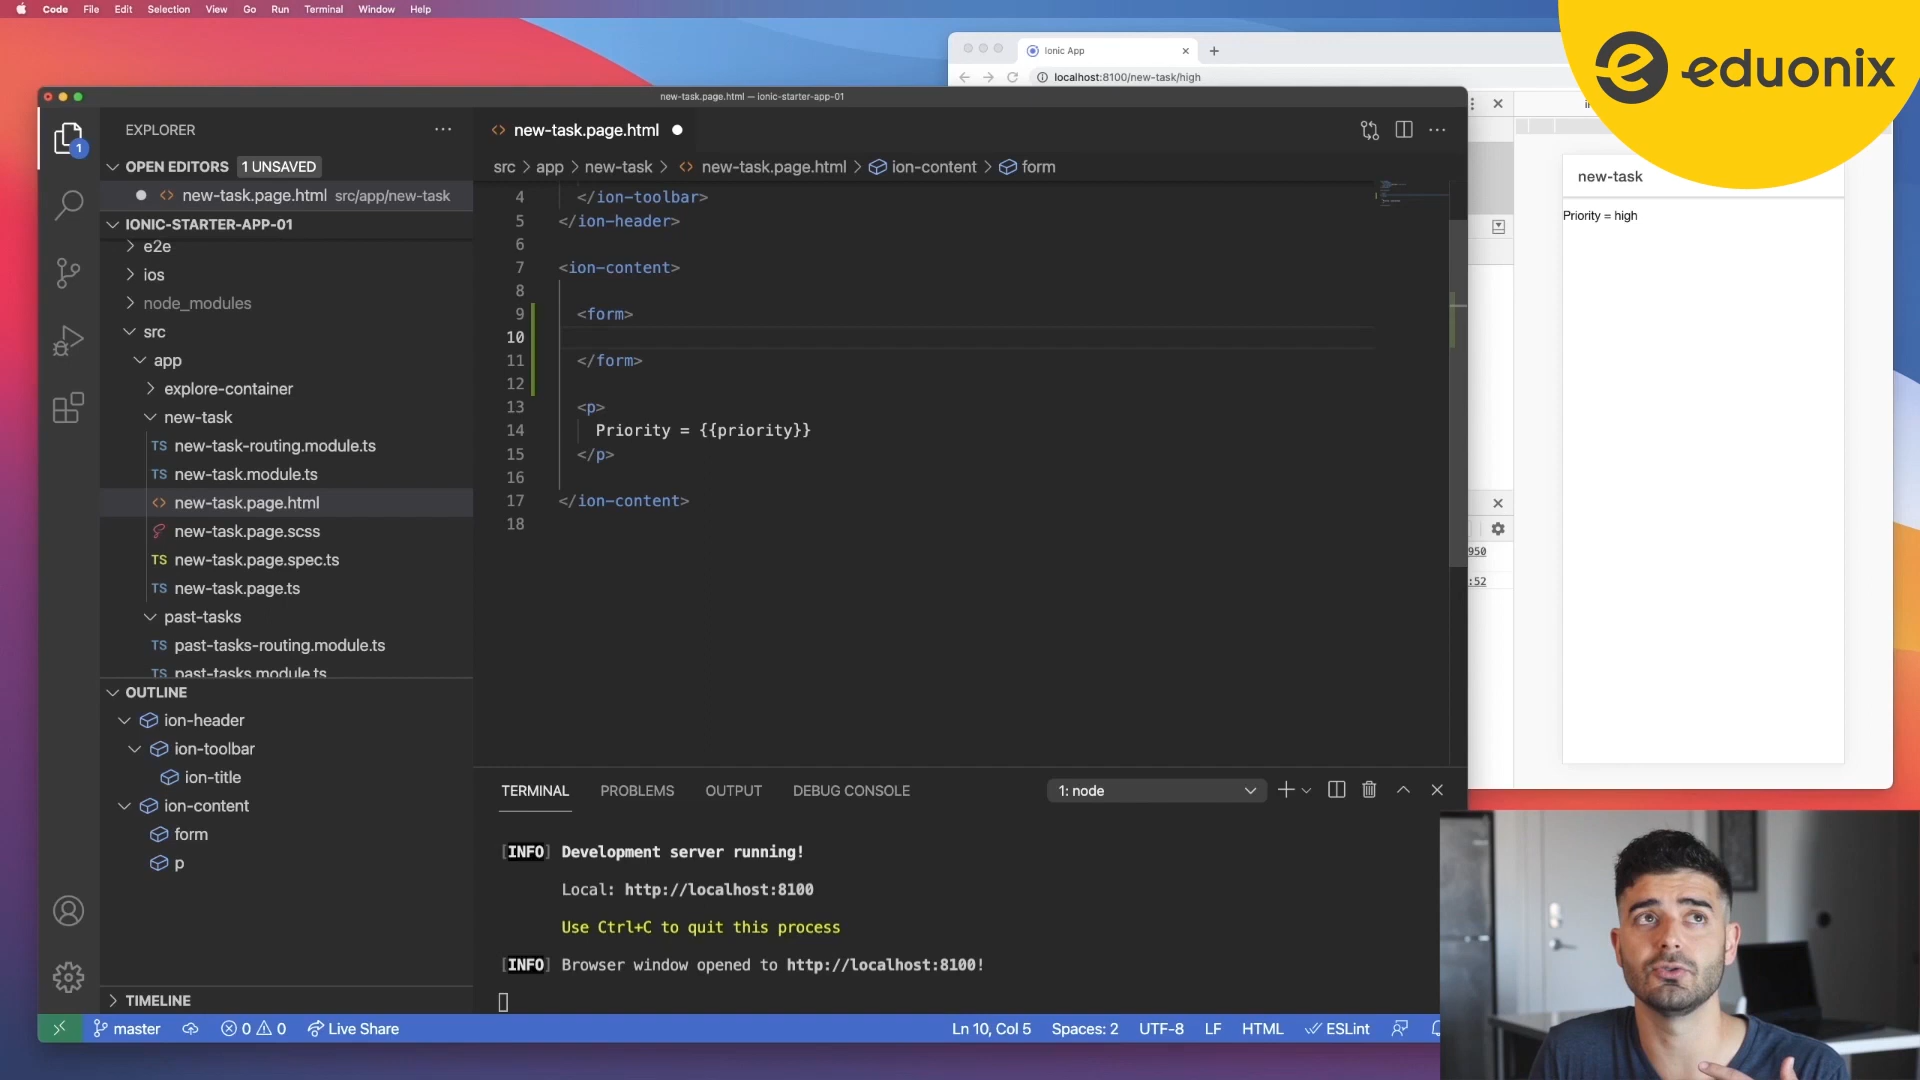 Code File Edit Selection View Go Run Terminal Window Help
Ionic App
localhost:8100/new-task/high
eduonix
new-task
Priority = high
950
:52
new-task.page.html — ionic-starter-app-01
EXPLORER
1
OPEN EDITORS 1 UNSAVED
new-task.page.html src/app/new-task
IONIC-STARTER-APP-01
e2e
ios
node_modules
src
app
explore-container
new-task
TS new-task-routing.module.ts
TS new-task.module.ts
<> new-task.page.html
new-task.page.scss
TS new-task.page.spec.ts
TS new-task.page.ts
past-tasks
TS past-tasks-routing.module.ts
TS past-tasks.module.ts
OUTLINE
ion-header
ion-toolbar
ion-title
ion-content
form
p
TIMELINE
<> new-task.page.html
src > app > new-task > <> new-task.page.html > ion-content > form
4 </ion-toolbar>
5 </ion-header>
6
7 <ion-content>
8
9 <form>
10
11 </form>
12
13 <p>
14 Priority = {{priority}}
15 </p>
16
17 </ion-content>
18
TERMINAL PROBLEMS OUTPUT DEBUG CONSOLE 1: node
[INFO] Development server running!
Local: http://localhost:8100
Use Ctrl+C to quit this process
[INFO] Browser window opened to http://localhost:8100!
master 0 0 Live Share Ln 10, Col 5 Spaces: 2 UTF-8 LF HTML ESLint